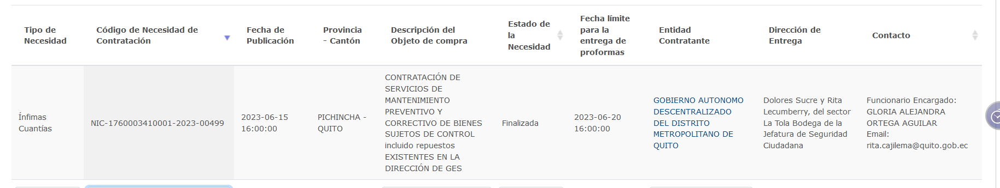 Tipo de
Necesidad
Código de Necesidad de
Contratación
Fecha de
Publicación
Provincia
- Cantón
Descripción del
Objeto de compra
Estado de
la
Necesidad
Fecha límite
para la
entrega de
proformas
Entidad
Contratante
Dirección de
Entrega
Contacto
Ínfimas
Cuantías
NIC-1760003410001-2023-00499
2023-06-15
16:00:00
PICHINCHA -
QUITO
CONTRATACIÓN DE
SERVICIOS DE
MANTENIMIENTO
PREVENTIVO Y
CORRECTIVO DE BIENES
SUJETOS DE CONTROL
incluido repuestos
EXISTENTES EN LA
DIRECCIÓN DE GES
Finalizada
2023-06-20
16:00:00
GOBIERNO AUTONOMO
DESCENTRALIZADO
DEL DISTRITO
METROPOLITANO DE
QUITO
Dolores Sucre y Rita
Lecumberry, del sector
La Tola Bodega de la
Jefatura de Seguridad
Ciudadana
Funcionario Encargado:
GLORIA ALEJANDRA
ORTEGA AGUILAR
Email:
rita.cajilema@quito.gob.ec